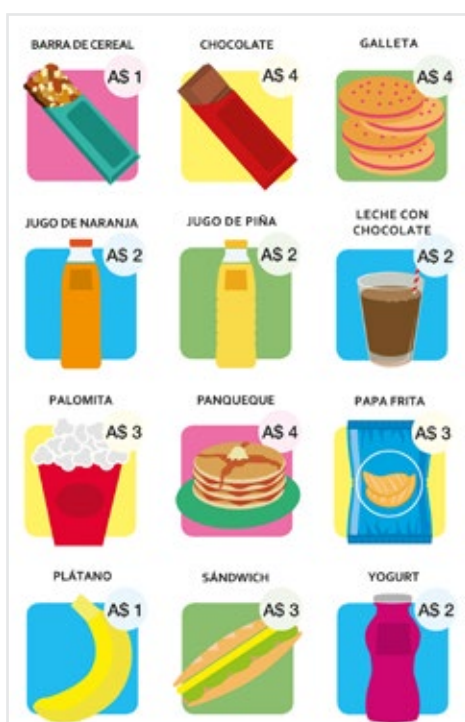 BARRA DE CEREAL
A$ 1
CHOCOLATE
A$ 4
GALLETA
A$ 4
JUGO DE NARANJA
A$ 2
JUGO DE PIÑA
A$ 2
LECHE CON
CHOCOLATE
A$ 2
PALOMITA
A$ 3
PANQUEQUE
A$ 4
PAPA FRITA
A$ 3
PLÁTANO
A$ 1
SÁNDWICH
A$ 3
YOGURT
A$ 2